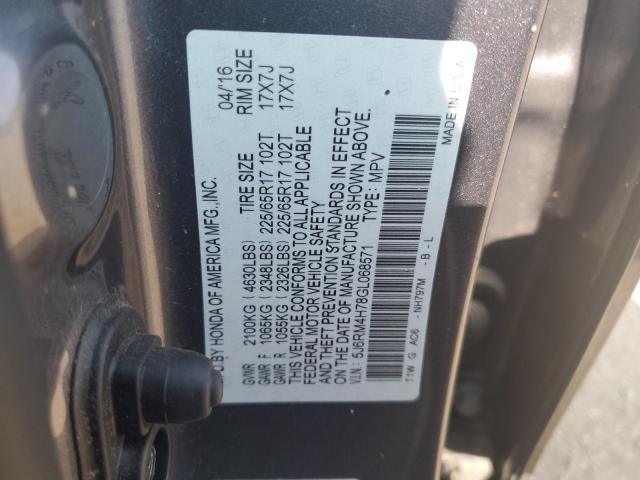 D BY HONDA OF AMERICA MFG.,INC. 04/'16
TIRE SIZE RIM SIZE
GVWR 2100KG (4630LBS)
GAWR F 1065KG (2348LBS) 225/65R17 102T 17X7J
GAWR R 1055KG (2326LBS) 225/65R17 102T 17X7J
THIS VEHICLE CONFORMS TO ALL APPLICABLE
FEDERAL MOTOR VEHICLE SAFETY
AND THEFT PREVENTION STANDARDS IN EFFECT
ON THE DATE OF MANUFACTURE SHOWN ABOVE.
V.I.N.: 5J6RM4H78GL068571 TYPE: MPV
T1W G AC6 - NH797M - B - L MADE IN U.S.A.